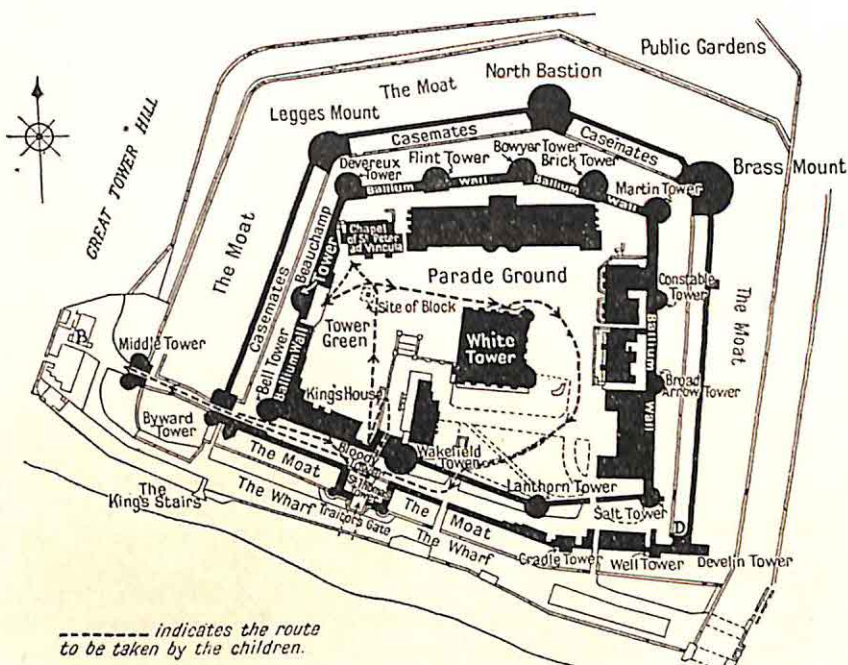 Public Gardens
North Bastion
The Moat
Legges Mount
Casemates
Casemates
GREAT TOWER HILL
Bowyer Tower
Flint Tower
Brick Tower
Devereux
Tower
Brass Mount
Ballium Wall
Ballium
Wall
Martin Tower
Beauchamp
Tower
Chapel
of St. Peter
ad Vincula
The Moat
Casemates
Parade Ground
Constable
Tower
The Moat
Site of Block
Tower
Green
White
Tower
Ballium
Wall
Middle Tower
Bell Tower
Ballium Wall
King's House
Broad
Arrow Tower
Byward
Tower
Bloody
Wakefield
Tower
The Moat
St. Thomas'
Tower
Lanthorn Tower
The
King's Stairs
The Wharf
Traitors Gate
The Moat
Salt Tower
The Wharf
Cradle Tower
Well Tower
D
Develin Tower
indicates the route
to be taken by the children.